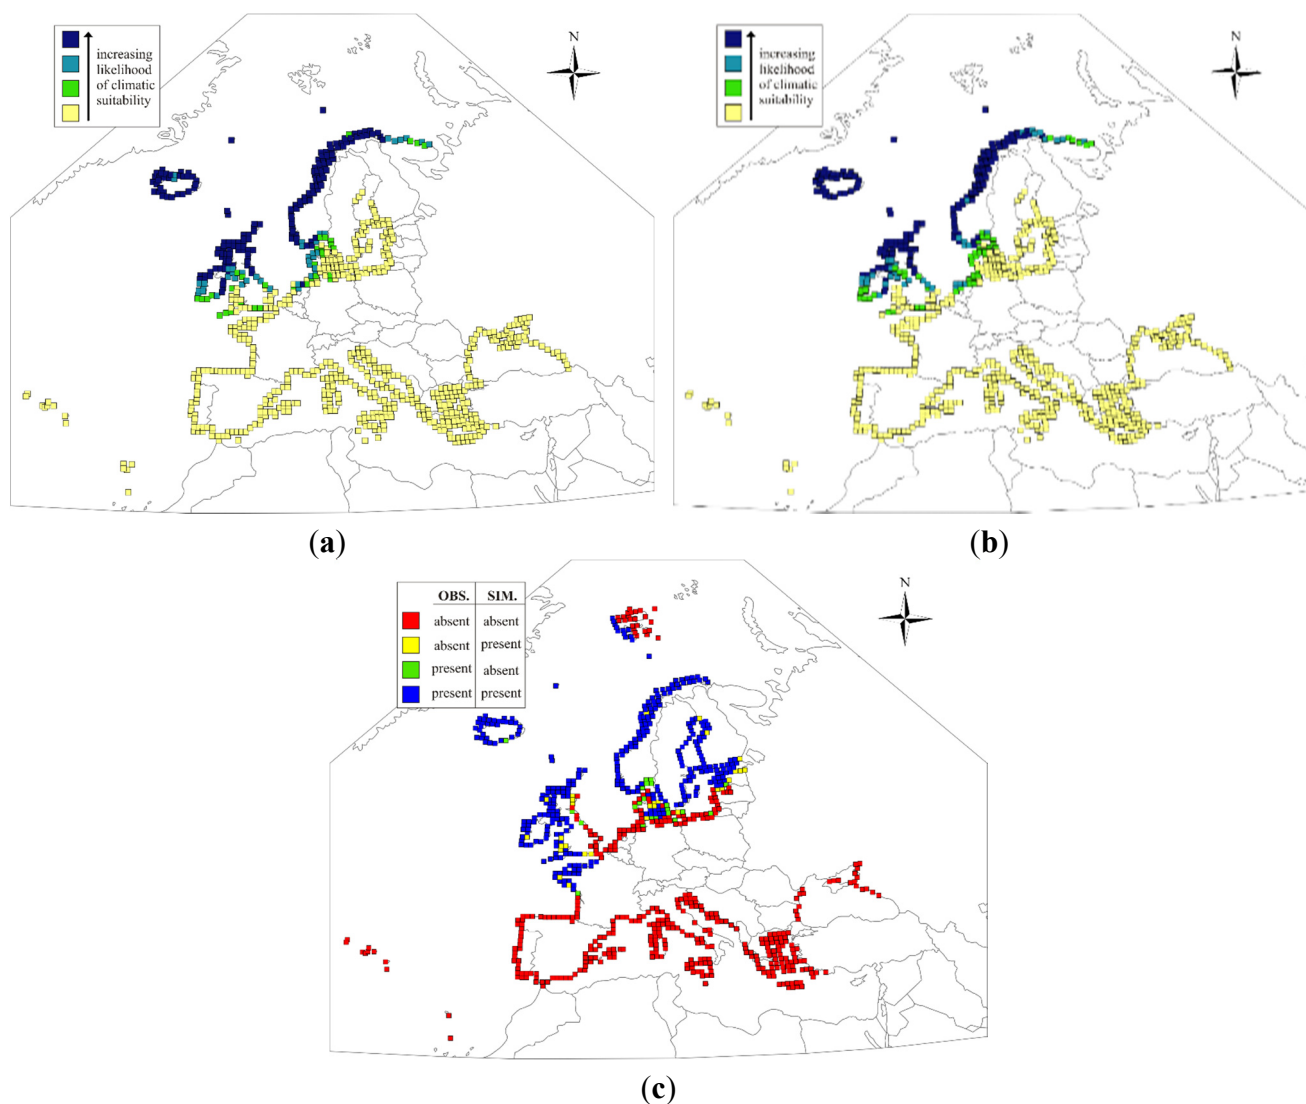 increasing
likelihood
of climatic
suitability
N
(a)
increasing
likelihood
of climatic
suitability
N
(b)
OBS. SIM.
absent absent
absent present
present absent
present present
N
(c)